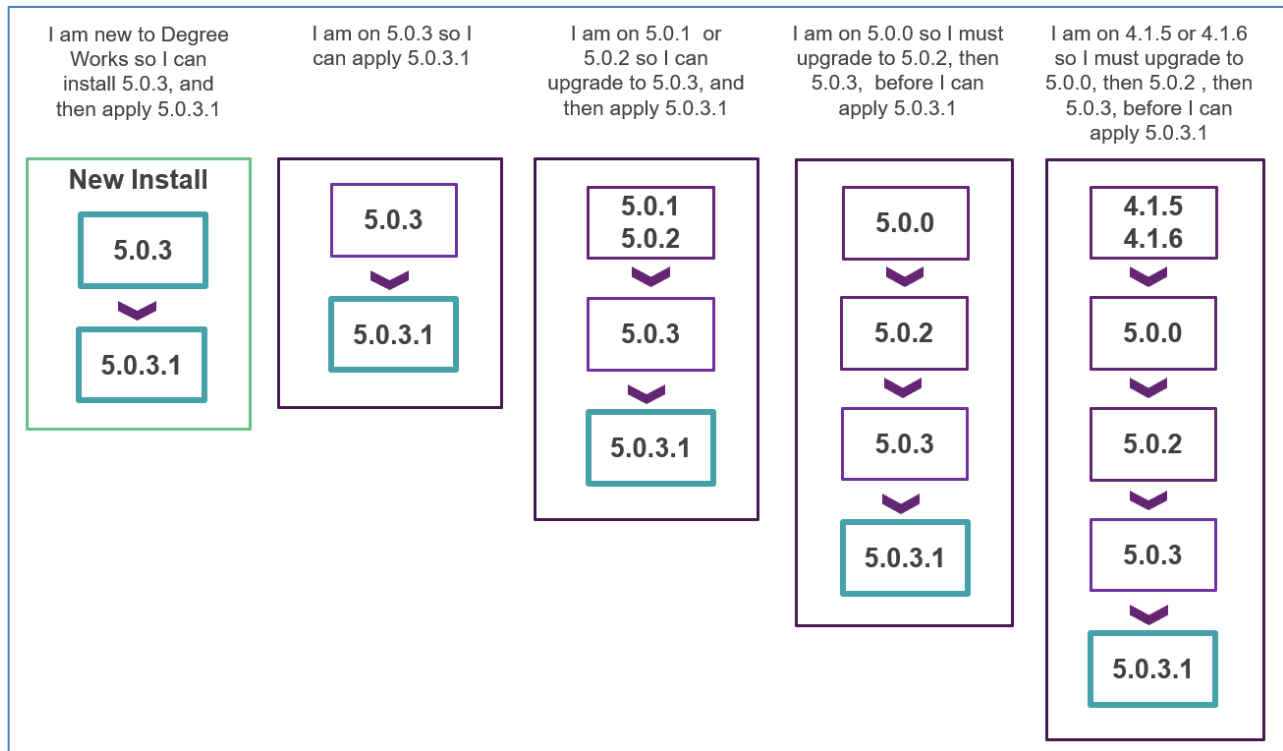 I am new to Degree
Works so I can
install 5.0.3, and
then apply 5.0.3.1
New Install
5.0.3
5.0.3.1
I am on 5.0.3 so I
can apply 5.0.3.1
5.0.3
5.0.3.1
I am on 5.0.1 or
5.0.2 so I can
upgrade to 5.0.3, and
then apply 5.0.3.1
5.0.1
5.0.2
5.0.3
5.0.3.1
I am on 5.0.0 so I must
upgrade to 5.0.2, then
5.0.3, before I can
apply 5.0.3.1
5.0.0
5.0.2
5.0.3
5.0.3.1
I am on 4.1.5 or 4.1.6
so I must upgrade to
5.0.0, then 5.0.2 , then
5.0.3, before I can
apply 5.0.3.1
4.1.5
4.1.6
5.0.0
5.0.2
5.0.3
5.0.3.1